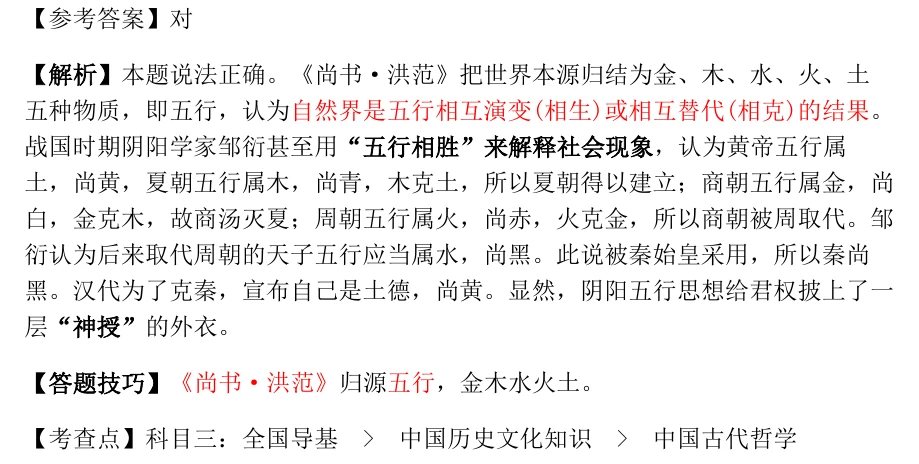 【参考答案】对
【解析】本题说法正确。《尚书·洪范》把世界本源归结为金、木、水、火、土
五种物质，即五行，认为自然界是五行相互演变(相生)或相互替代(相克)的结果。
战国时期阴阳学家邹衍甚至用“五行相胜”来解释社会现象，认为黄帝五行属
土，尚黄，夏朝五行属木，尚青，木克土，所以夏朝得以建立；商朝五行属金，尚
白，金克木，故商汤灭夏；周朝五行属火，尚赤，火克金，所以商朝被周取代。邹
衍认为后来取代周朝的天子五行应当属水，尚黑。此说被秦始皇采用，所以秦尚
黑。汉代为了克秦，宣布自己是土德，尚黄。显然，阴阳五行思想给君权披上了一
层“神授”的外衣。
【答题技巧】《尚书·洪范》归源五行，金木水火土。
【考查点】科目三：全国导基 > 中国历史文化知识 > 中国古代哲学